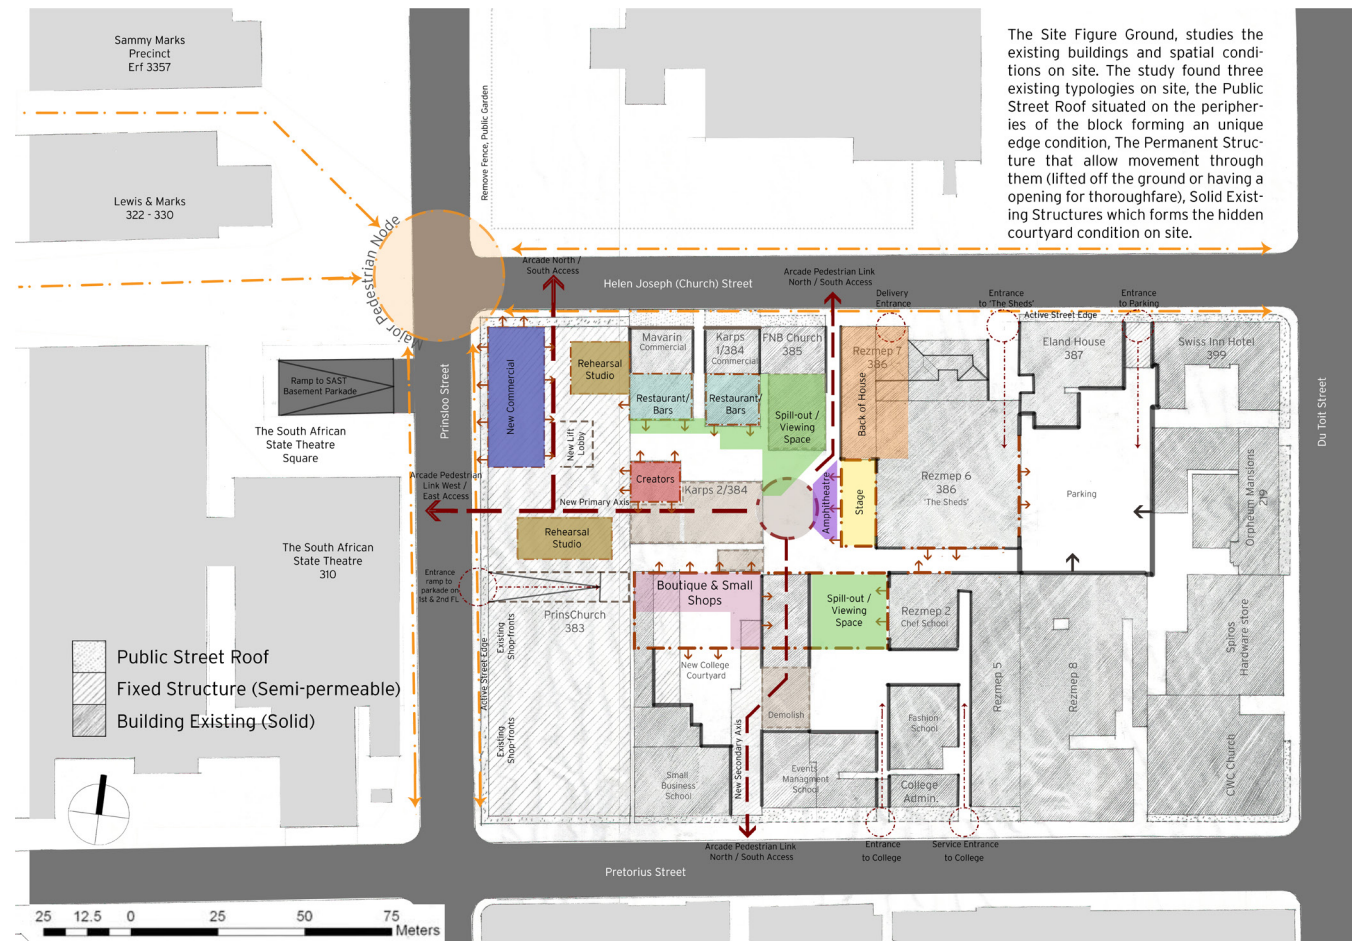 Sammy Marks
Precinct
Erf 3357
Lewis & Marks
322 - 330
Remove Fence, Public Garden
The Site Figure Ground, studies the
existing buildings and spatial condi-
tions on site. The study found three
existing typologies on site, the Public
Street Roof situated on the peripher-
ies of the block forming an unique
edge condition, The Permanent Struc-
ture that allow movement through
them (lifted off the ground or having a
opening for thoroughfare), Solid Exist-
ing Structures which forms the hidden
courtyard condition on site.
Major Pedestrian Node
Arcade North /
South Access
Helen Joseph (Church) Street
Arcade Pedestrian Link
North / South Access
Delivery
Entrance
Entrance
to 'The Sheds'
Entrance
to Parking
Active Street Edge
Ramp to SAST
Basement Parkade
The South African
State Theatre
Square
Prinsloo Street
Du Toit Street
New Commercial
Rehearsal
Studio
Mavarin
Commercial
Karps
1/384
Commercial
FNB Church
385
Rezmep 7
386
Eland House
387
Swiss Inn Hotel
399
Restaurant/
Bars
Restaurant/
Bars
Spill-out /
Viewing
Space
Back of House
New Lift
Lobby
Arcade Pedestrian
Link West /
East Access
Creators
Karps 2/384
New Primary Axis
Amphitheatre
Stage
Rezmep 6
386
'The Sheds'
Parking
Orpheum Mansions
219
Rehearsal
Studio
The South African
State Theatre
310
Entrance
ramp to
parkade on
1st & 2nd FL.
PrinsChurch
383
Boutique & Small
Shops
Spill-out /
Viewing
Space
Rezmep 2
Chef School
Existing
Shop-fronts
Active Street Edge
New College
Courtyard
Rezmep 5
Rezmep 8
Spiros
Hardware store
Public Street Roof
Fixed Structure (Semi-permeable)
Building Existing (Solid)
Existing
Shop-fronts
Demolish
Fashion
School
New Secondary Axis
Small
Business
School
Events
Managment
School
College
Admin.
CWC Church
Arcade Pedestrian Link
North / South Access
Entrance
to College
Service Entrance
to College
Pretorius Street
25 12.5 0 25 50 75
Meters